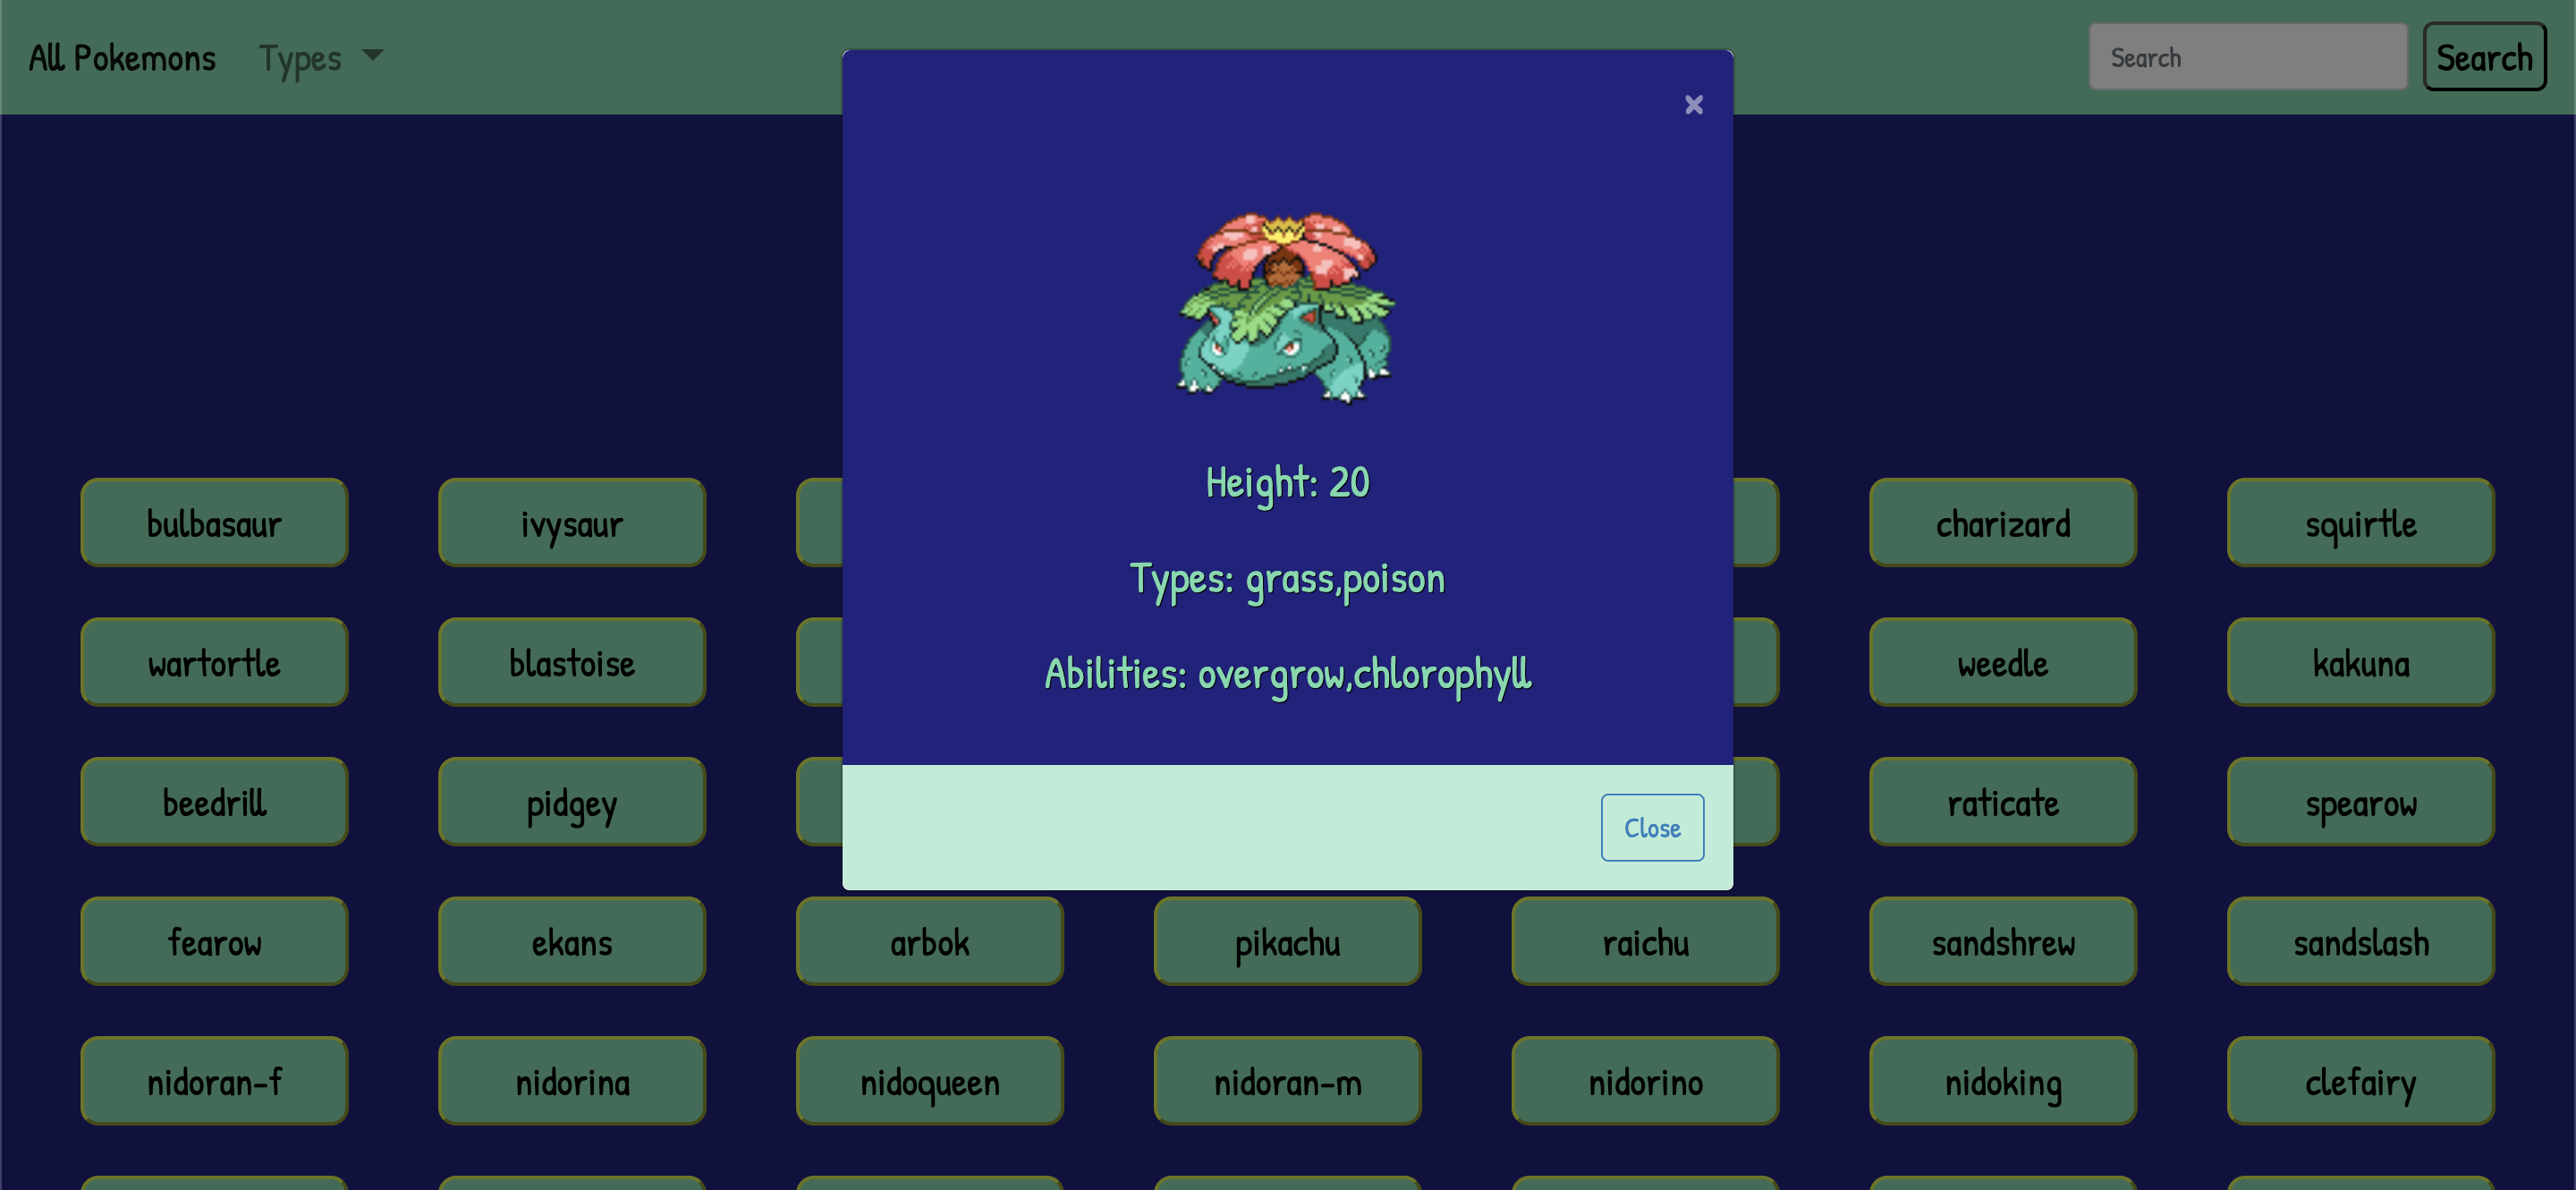 All Pokemons Types Search Search
×
Height: 20
Types: grass,poison
Abilities: overgrow,chlorophyll
Close
bulbasaur ivysaur charizard squirtle
wartortle blastoise weedle kakuna
beedrill pidgey raticate spearow
fearow ekans arbok pikachu raichu sandshrew sandslash
nidoran-f nidorina nidoqueen nidoran-m nidorino nidoking clefairy